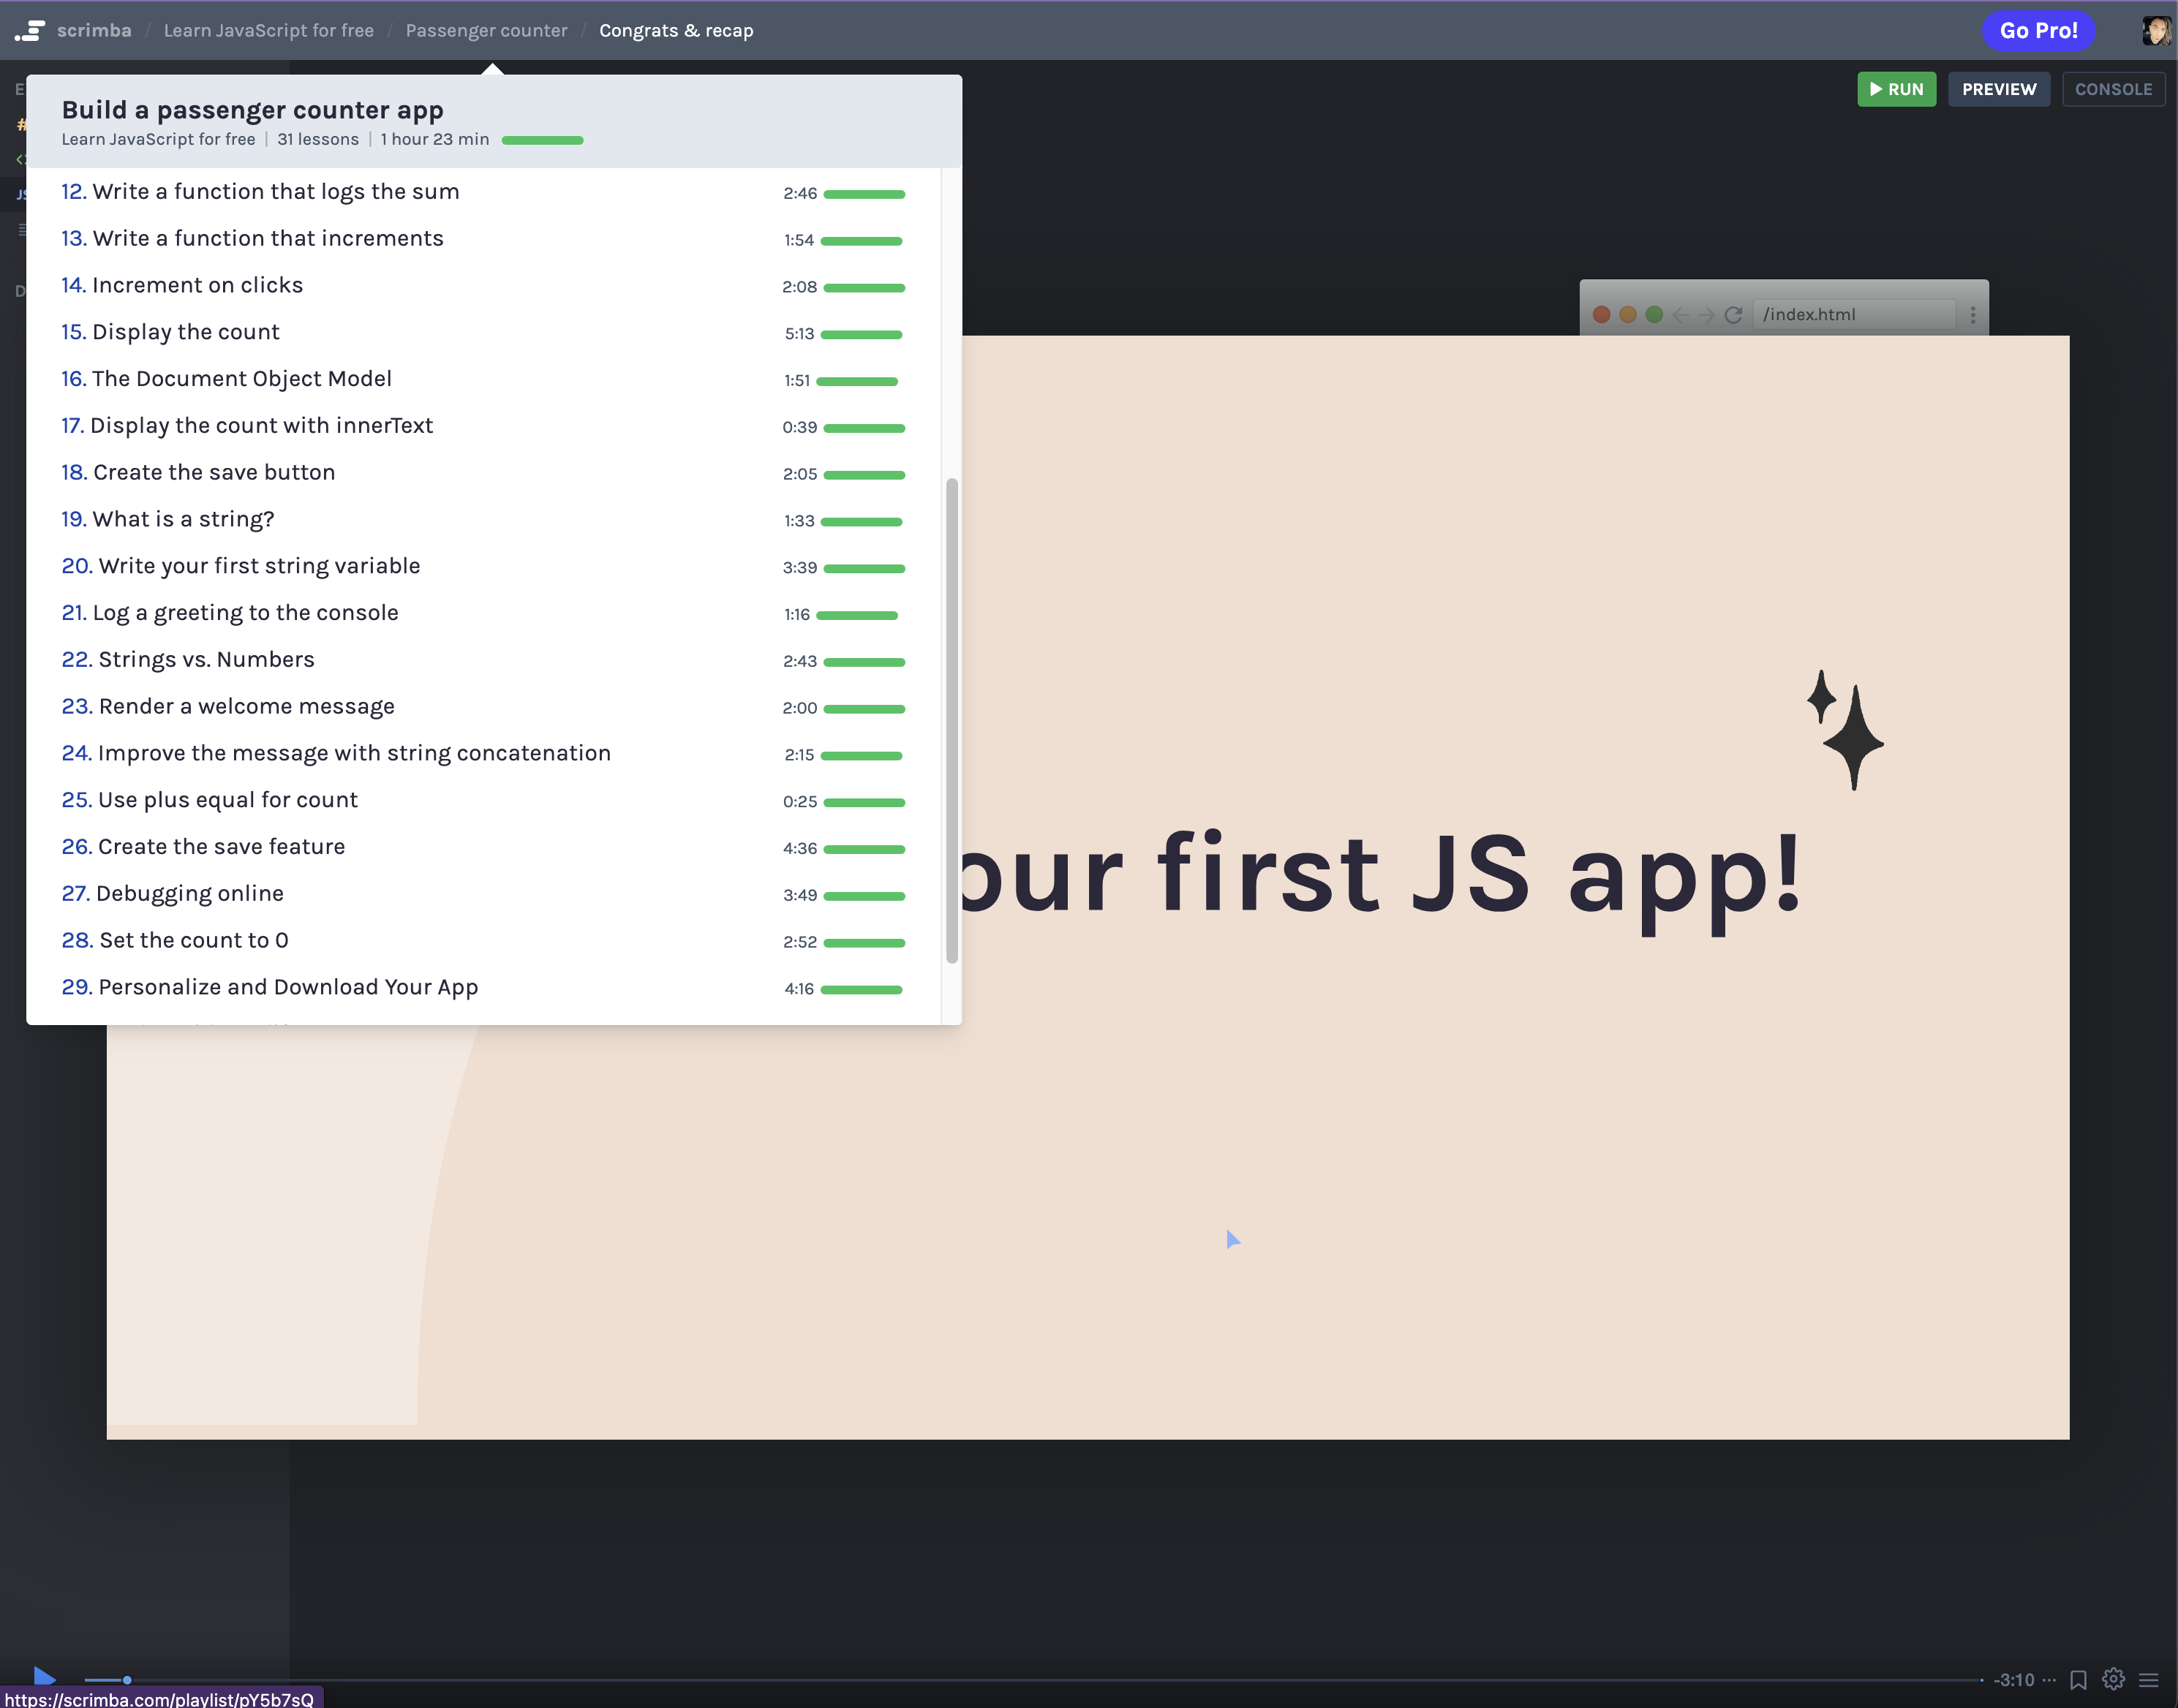 scrimba / Learn JavaScript for free / Passenger counter / Congrats & recap
Go Pro!
RUN PREVIEW CONSOLE
Build a passenger counter app
Learn JavaScript for free | 31 lessons | 1 hour 23 min
12. Write a function that logs the sum 2:46
13. Write a function that increments 1:54
14. Increment on clicks 2:08
15. Display the count 5:13
16. The Document Object Model 1:51
17. Display the count with innerText 0:39
18. Create the save button 2:05
19. What is a string? 1:33
20. Write your first string variable 3:39
21. Log a greeting to the console 1:16
22. Strings vs. Numbers 2:43
23. Render a welcome message 2:00
24. Improve the message with string concatenation 2:15
25. Use plus equal for count 0:25
26. Create the save feature 4:36
27. Debugging online 3:49
28. Set the count to 0 2:52
29. Personalize and Download Your App 4:16
/index.html
our first JS app!
-3:10
https://scrimba.com/playlist/pY5b7sQ